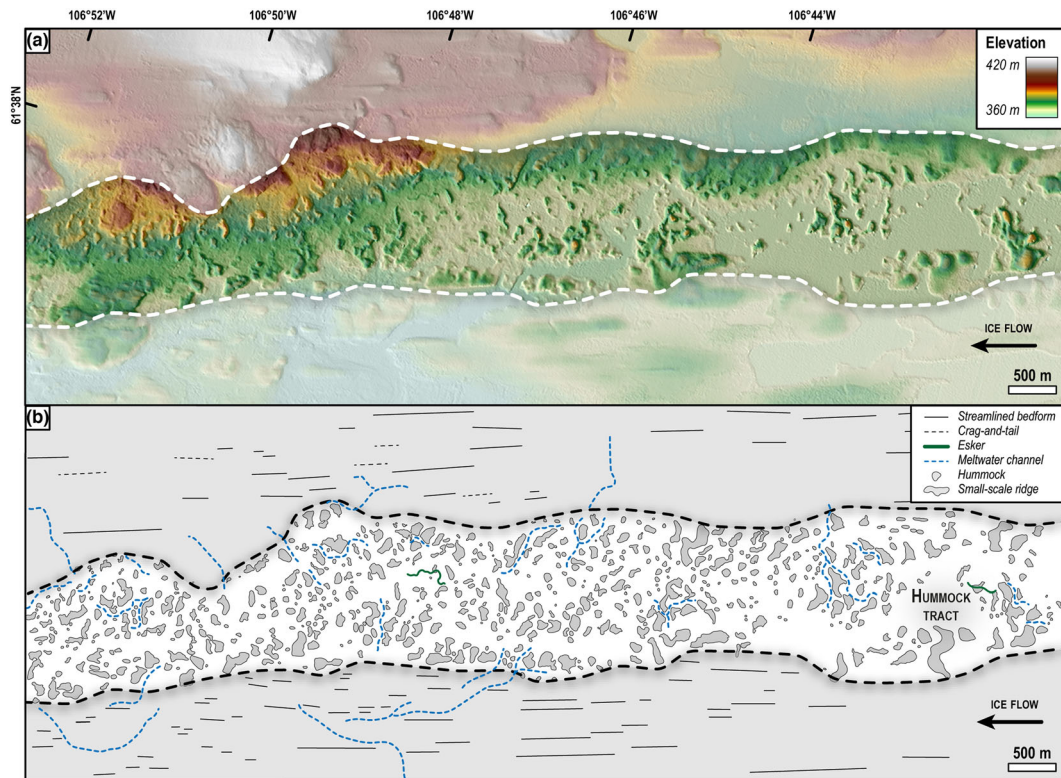 106°52'W 106°50'W 106°48'W 106°46'W 106°44'W
61°38'N
(a)
Elevation
420 m
360 m
ICE FLOW
500 m
(b)
Streamlined bedform
Crag-and-tail
Esker
Meltwater channel
Hummock
Small-scale ridge
HUMMOCK
TRACT
ICE FLOW
500 m